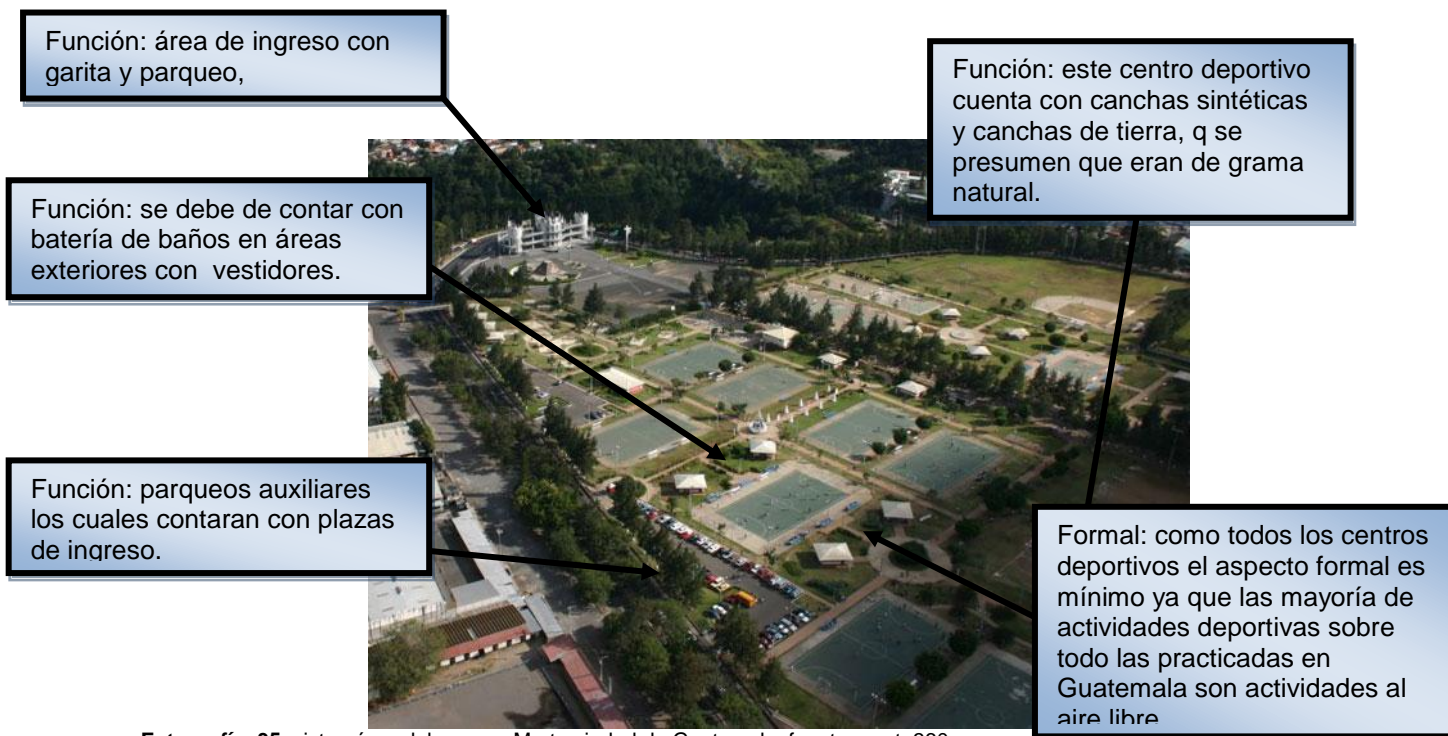 Función: área de ingreso con
garita y parqueo,
Función: este centro deportivo
cuenta con canchas sintéticas
y canchas de tierra, q se
presumen que eran de grama
natural.
Función: se debe de contar con
batería de baños en áreas
exteriores con vestidores.
Función: parqueos auxiliares
los cuales contaran con plazas
de ingreso.
Formal: como todos los centros
deportivos el aspecto formal es
mínimo ya que las mayoría de
actividades deportivas sobre
todo las practicadas en
Guatemala son actividades al
aire libre